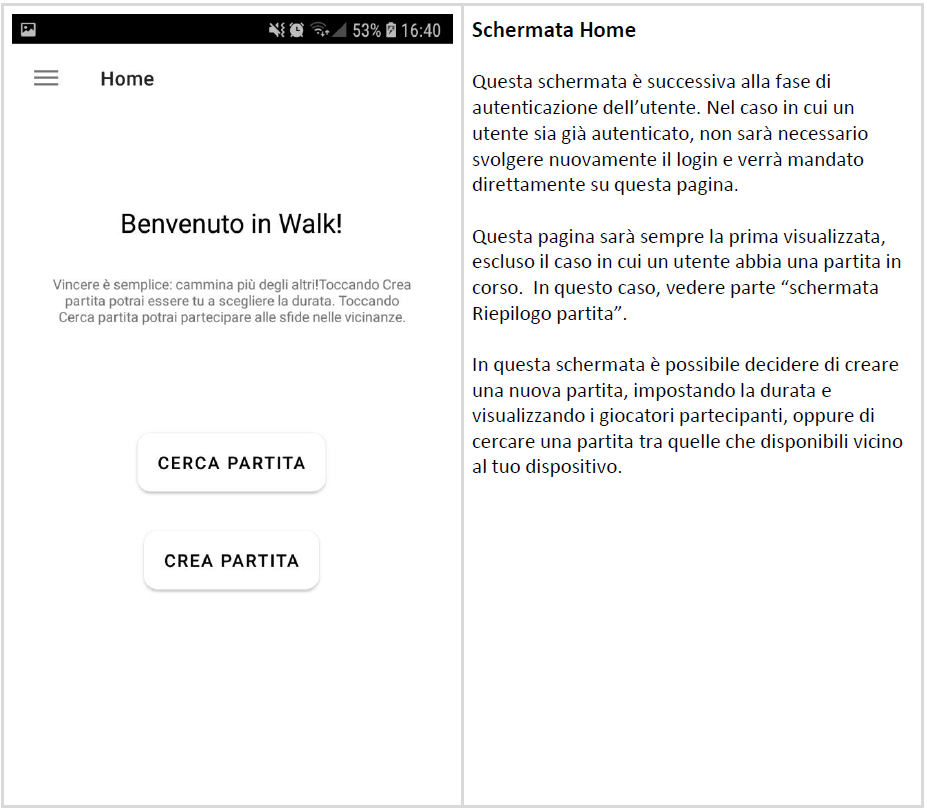 53% 16:40
Home
Benvenuto in Walk!
Vincere è semplice: cammina più degli altri!Toccando Crea
partita potrai essere tu a scegliere la durata. Toccando
Cerca partita potrai partecipare alle sfide nelle vicinanze.
CERCA PARTITA
CREA PARTITA
Schermata Home
Questa schermata è successiva alla fase di
autenticazione dell’utente. Nel caso in cui un
utente sia già autenticato, non sarà necessario
svolgere nuovamente il login e verrà mandato
direttamente su questa pagina.
Questa pagina sarà sempre la prima visualizzata,
escluso il caso in cui un utente abbia una partita in
corso.  In questo caso, vedere parte “schermata
Riepilogo partita”.
In questa schermata è possibile decidere di creare
una nuova partita, impostando la durata e
visualizzando i giocatori partecipanti, oppure di
cercare una partita tra quelle che disponibili vicino
al tuo dispositivo.